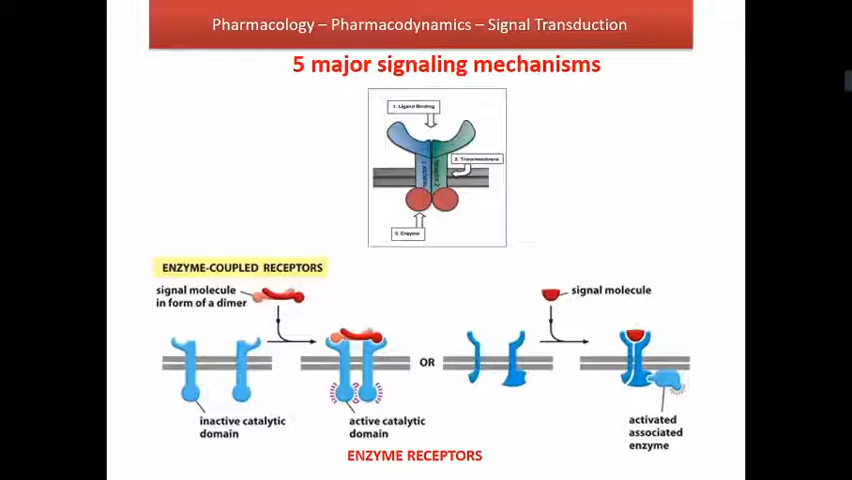 Pharmacology – Pharmacodynamics – Signal Transduction
5 major signaling mechanisms
1. Ligand Binding
2. Transmembrane
3. Enzyme
ENZYME-COUPLED RECEPTORS
signal molecule
in form of a dimer
signal molecule
OR
inactive catalytic
domain
active catalytic
domain
activated
associated
enzyme
ENZYME RECEPTORS